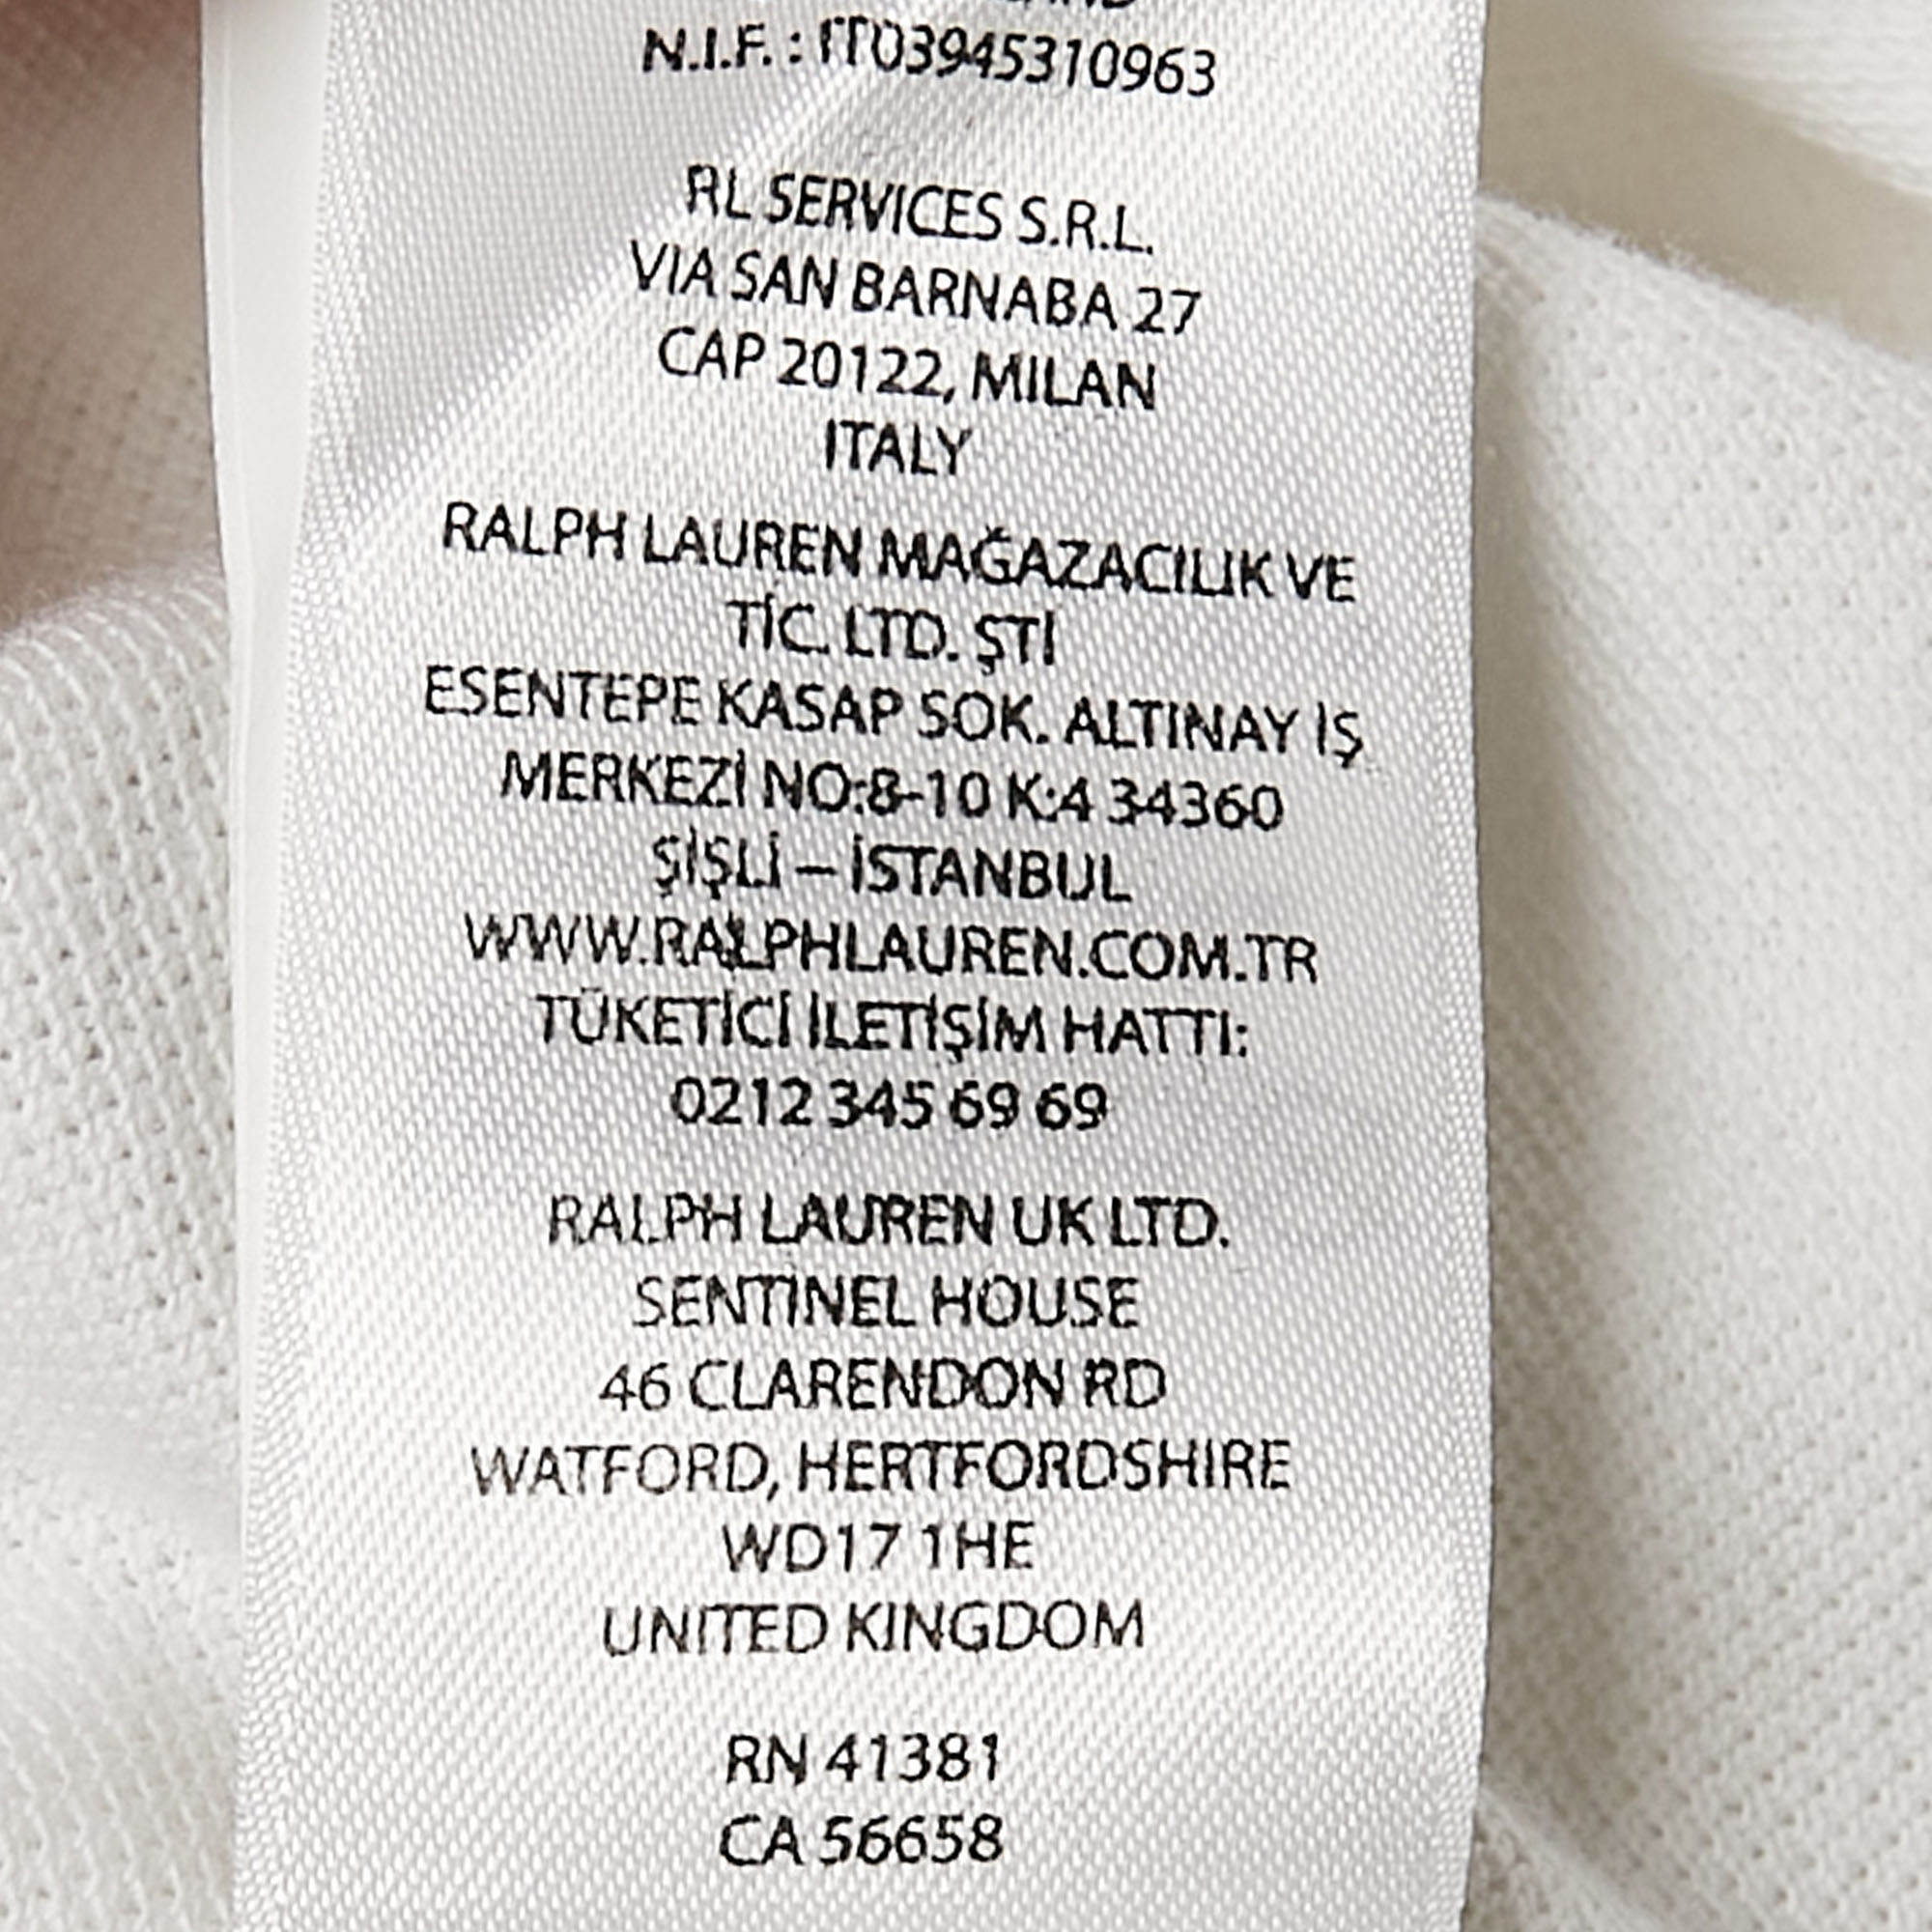 N.I.F. : IT03945310963
RL SERVICES S.R.L.
VIA SAN BARNABA 27
CAP 20122, MILAN
ITALY
RALPH LAUREN MAĞAZACILIK VE
TİC. LTD. ŞTİ
ESENTEPE KASAP SOK. ALTINAY İŞ
MERKEZİ NO:8-10 K:4 34360
ŞİŞLİ – İSTANBUL
WWW.RALPHLAUREN.COM.TR
TÜKETİCİ İLETİŞİM HATTI:
0212 345 69 69
RALPH LAUREN UK LTD.
SENTINEL HOUSE
46 CLARENDON RD
WATFORD, HERTFORDSHIRE
WD17 1HE
UNITED KINGDOM
RN 41381
CA 56658